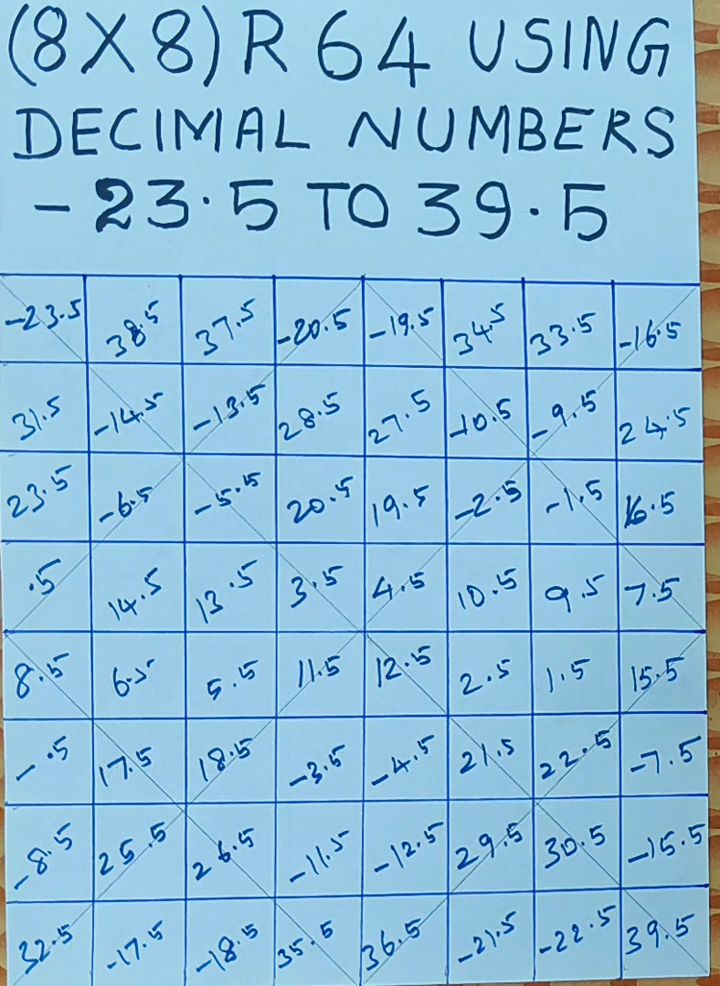 (8X8) R 64 USING
DECIMAL NUMBERS
-23.5 TO 39.5
-23.5 38.5 37.5 -20.5 -19.5 34.5 33.5 -16.5
31.5 -14.5 -13.5 28.5 27.5 -10.5 -9.5 24.5
23.5 -6.5 -5.5 20.5 19.5 -2.5 -1.5 16.5
.5 14.5 13.5 3.5 4.5 10.5 9.5 7.5
8.5 6.5 5.5 11.5 12.5 2.5 1.5 15.5
-.5 17.5 18.5 -3.5 -4.5 21.5 22.5 -7.5
-8.5 25.5 26.5 -11.5 -12.5 29.5 30.5 -15.5
32.5 -17.5 -18.5 35.5 36.5 -21.5 -22.5 39.5